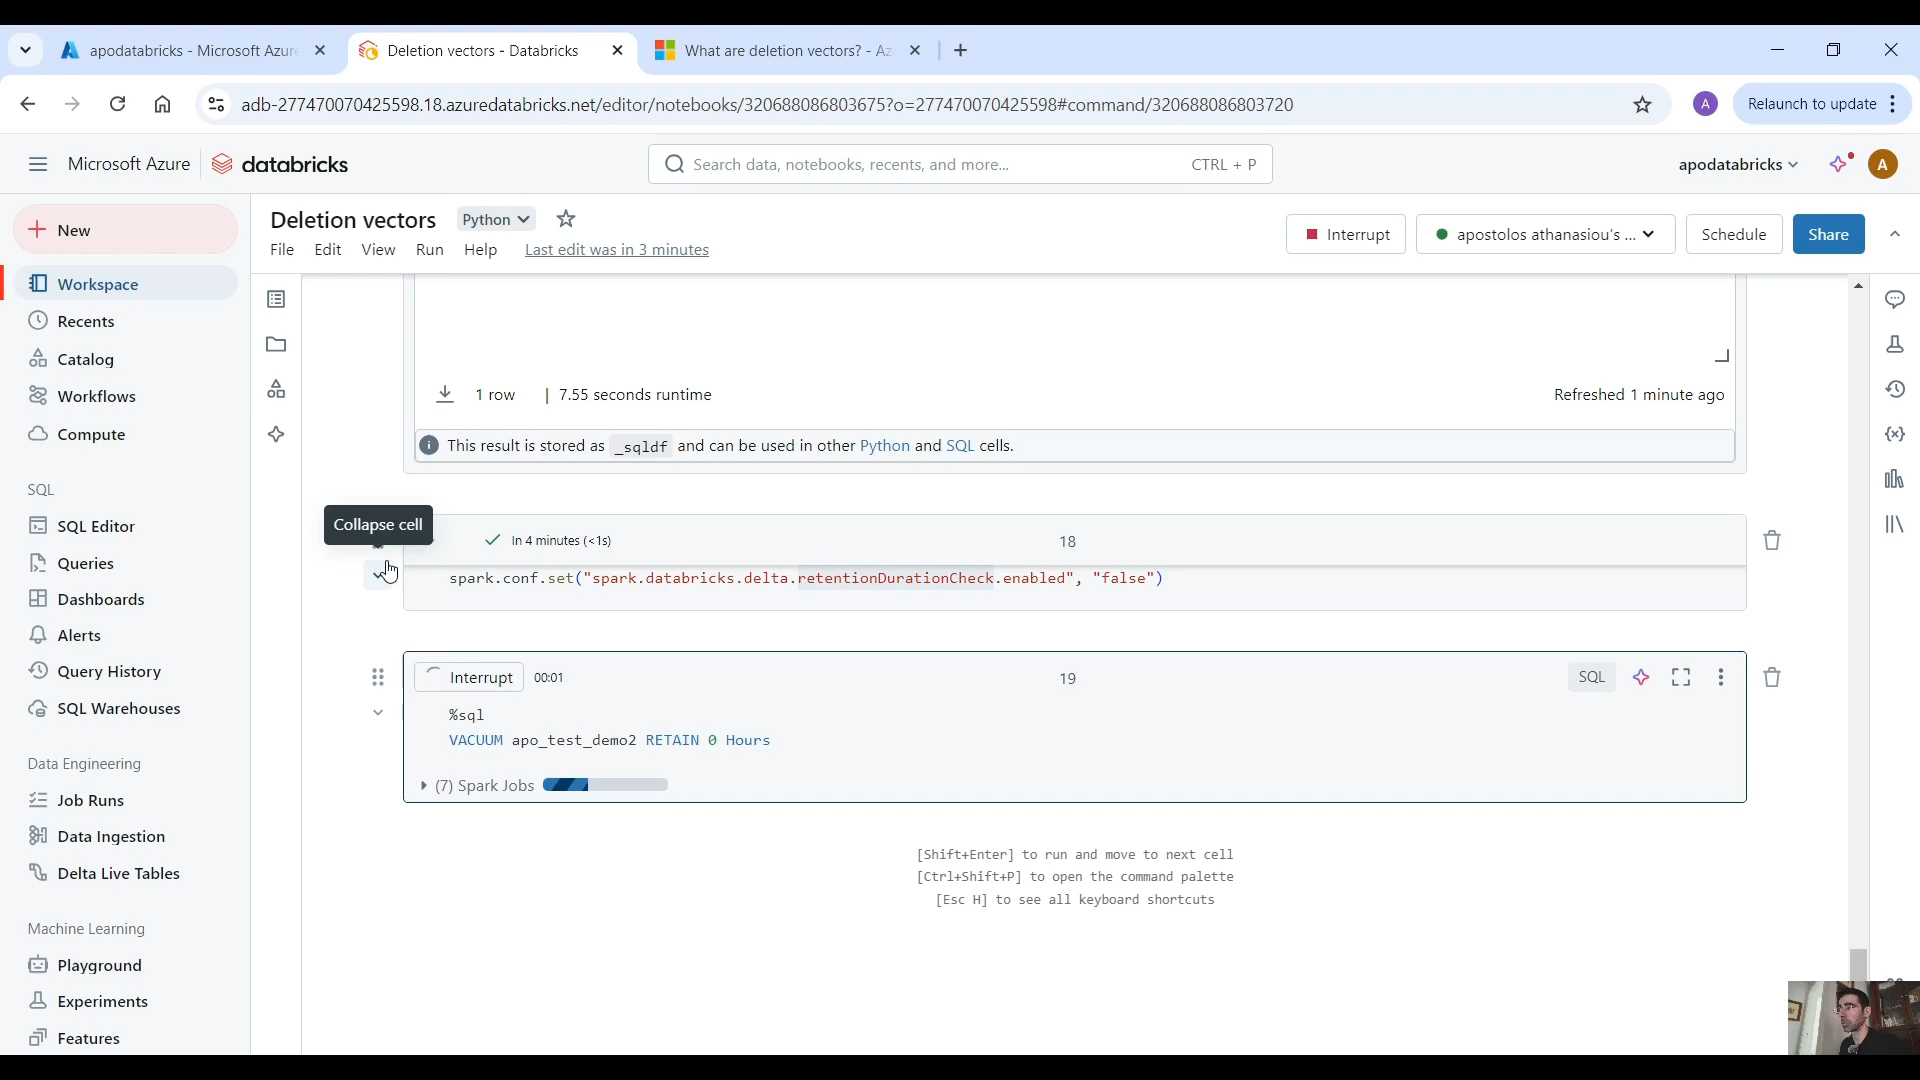 apodatabricks - Microsoft Azure
Deletion vectors - Databricks
What are deletion vectors? - Az
adb-277470070425598.18.azuredatabricks.net/editor/notebooks/320688086803675?o=277470070425598#command/320688086803720
A
Relaunch to update
Microsoft Azure
databricks
Search data, notebooks, recents, and more...
CTRL + P
apodatabricks
A
New
Workspace
Recents
Catalog
Workflows
Compute
SQL
SQL Editor
Queries
Dashboards
Alerts
Query History
SQL Warehouses
Data Engineering
Job Runs
Data Ingestion
Delta Live Tables
Machine Learning
Playground
Experiments
Features
Deletion vectors
Python
File Edit View Run Help
Last edit was in 3 minutes
Interrupt
apostolos athanasiou's ...
Schedule
Share
1 row | 7.55 seconds runtime
Refreshed 1 minute ago
This result is stored as _sqldf and can be used in other Python and SQL cells.
Collapse cell
In 4 minutes (<1s)
18
spark.conf.set("spark.databricks.delta.retentionDurationCheck.enabled", "false")
Interrupt
00:01
19
SQL
%sql
VACUUM apo_test_demo2 RETAIN 0 Hours
(7) Spark Jobs
[Shift+Enter] to run and move to next cell
[Ctrl+Shift+P] to open the command palette
[Esc H] to see all keyboard shortcuts